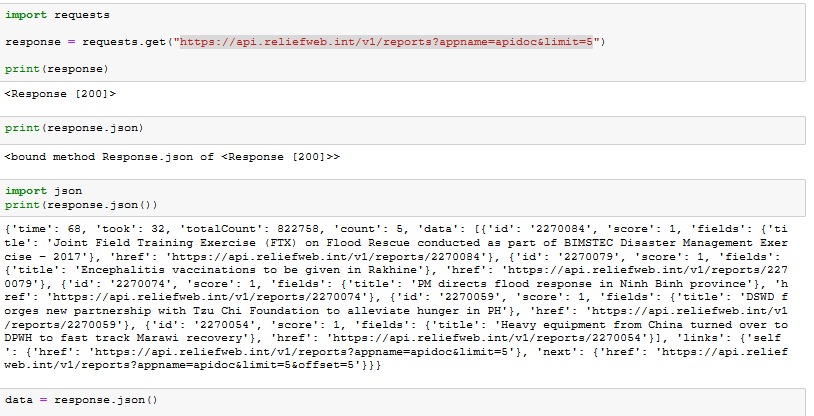 import requests
response = requests.get("https://api.reliefweb.int/v1/reports?appname=apidoc&limit=5")
print(response)
<Response [200]>
print(response.json)
<bound method Response.json of <Response [200]>>
import json
print(response.json())
{'time': 68, 'took': 32, 'totalCount': 822758, 'count': 5, 'data': [{'id': '2270084', 'score': 1, 'fields': {'ti
tle': 'Joint Field Training Exercise (FTX) on Flood Rescue conducted as part of BIMSTEC Disaster Management Exer
cise - 2017'}, 'href': 'https://api.reliefweb.int/v1/reports/2270084'}, {'id': '2270079', 'score': 1, 'fields':
{'title': 'Encephalitis vaccinations to be given in Rakhine'}, 'href': 'https://api.reliefweb.int/v1/reports/227
0079'}, {'id': '2270074', 'score': 1, 'fields': {'title': 'PM directs flood response in Ninh Binh province'}, 'h
ref': 'https://api.reliefweb.int/v1/reports/2270074'}, {'id': '2270059', 'score': 1, 'fields': {'title': 'DSWD f
orges new partnership with Tzu Chi Foundation to alleviate hunger in PH'}, 'href': 'https://api.reliefweb.int/v1
/reports/2270059'}, {'id': '2270054', 'score': 1, 'fields': {'title': 'Heavy equipment from China turned over to
DPWH to fast track Marawi recovery'}, 'href': 'https://api.reliefweb.int/v1/reports/2270054'}], 'links': {'self
': {'href': 'https://api.reliefweb.int/v1/reports?appname=apidoc&limit=5'}, 'next': {'href': 'https://api.relief
web.int/v1/reports?appname=apidoc&limit=5&offset=5'}}}
data = response.json()